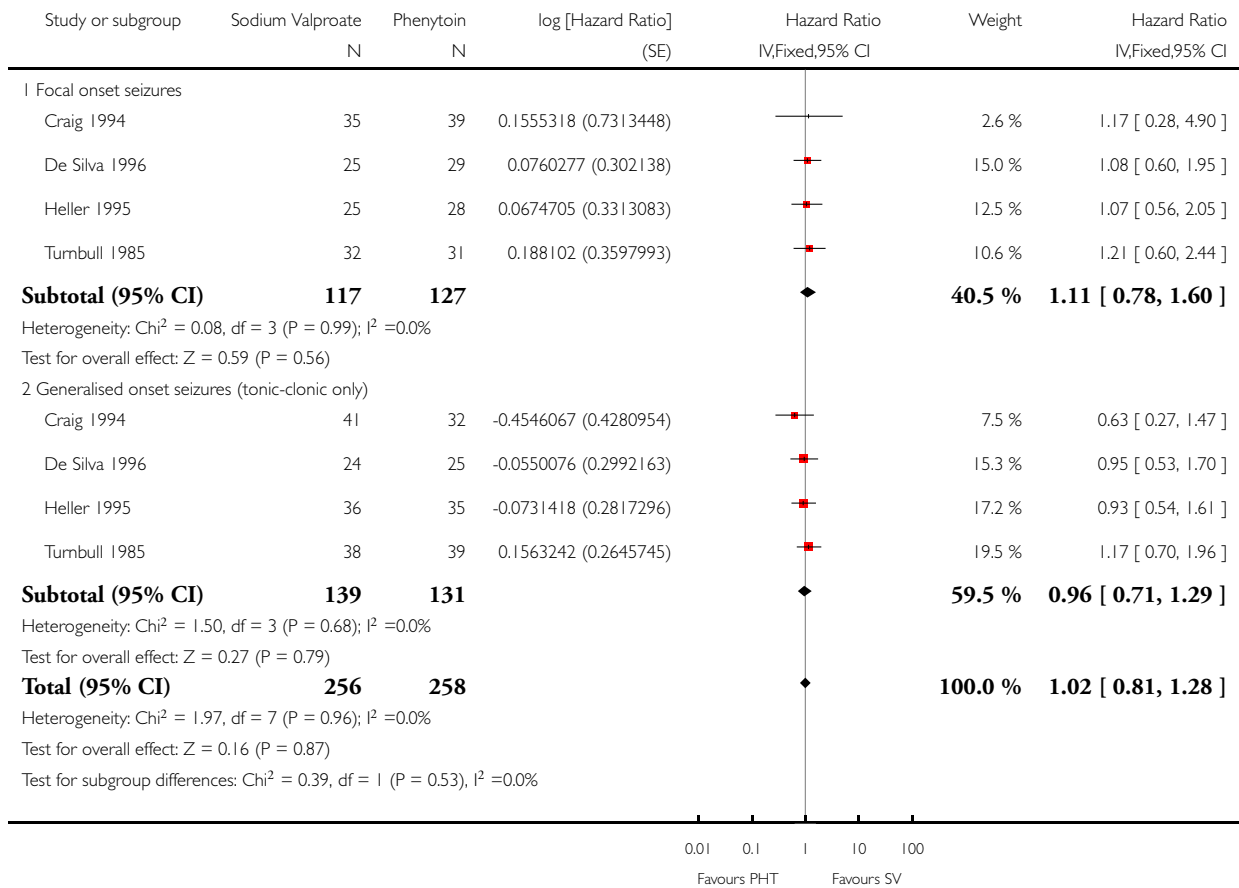 Study or subgroup Sodium Valproate Phenytoin log [Hazard Ratio] Hazard Ratio Weight Hazard Ratio
N N (SE) IV,Fixed,95% CI IV,Fixed,95% CI
1 Focal onset seizures
Craig 1994 35 39 0.1555318 (0.7313448) 2.6 % 1.17 [ 0.28, 4.90 ]
De Silva 1996 25 29 0.0760277 (0.302138) 15.0 % 1.08 [ 0.60, 1.95 ]
Heller 1995 25 28 0.0674705 (0.3313083) 12.5 % 1.07 [ 0.56, 2.05 ]
Turnbull 1985 32 31 0.188102 (0.3597993) 10.6 % 1.21 [ 0.60, 2.44 ]
Subtotal (95% CI) 117 127 40.5 % 1.11 [ 0.78, 1.60 ]
Heterogeneity: Chi² = 0.08, df = 3 (P = 0.99); I² =0.0%
Test for overall effect: Z = 0.59 (P = 0.56)
2 Generalised onset seizures (tonic-clonic only)
Craig 1994 41 32 -0.4546067 (0.4280954) 7.5 % 0.63 [ 0.27, 1.47 ]
De Silva 1996 24 25 -0.0550076 (0.2992163) 15.3 % 0.95 [ 0.53, 1.70 ]
Heller 1995 36 35 -0.0731418 (0.2817296) 17.2 % 0.93 [ 0.54, 1.61 ]
Turnbull 1985 38 39 0.1563242 (0.2645745) 19.5 % 1.17 [ 0.70, 1.96 ]
Subtotal (95% CI) 139 131 59.5 % 0.96 [ 0.71, 1.29 ]
Heterogeneity: Chi² = 1.50, df = 3 (P = 0.68); I² =0.0%
Test for overall effect: Z = 0.27 (P = 0.79)
Total (95% CI) 256 258 100.0 % 1.02 [ 0.81, 1.28 ]
Heterogeneity: Chi² = 1.97, df = 7 (P = 0.96); I² =0.0%
Test for overall effect: Z = 0.16 (P = 0.87)
Test for subgroup differences: Chi² = 0.39, df = 1 (P = 0.53), I² =0.0%
0.01 0.1 1 10 100
Favours PHT Favours SV